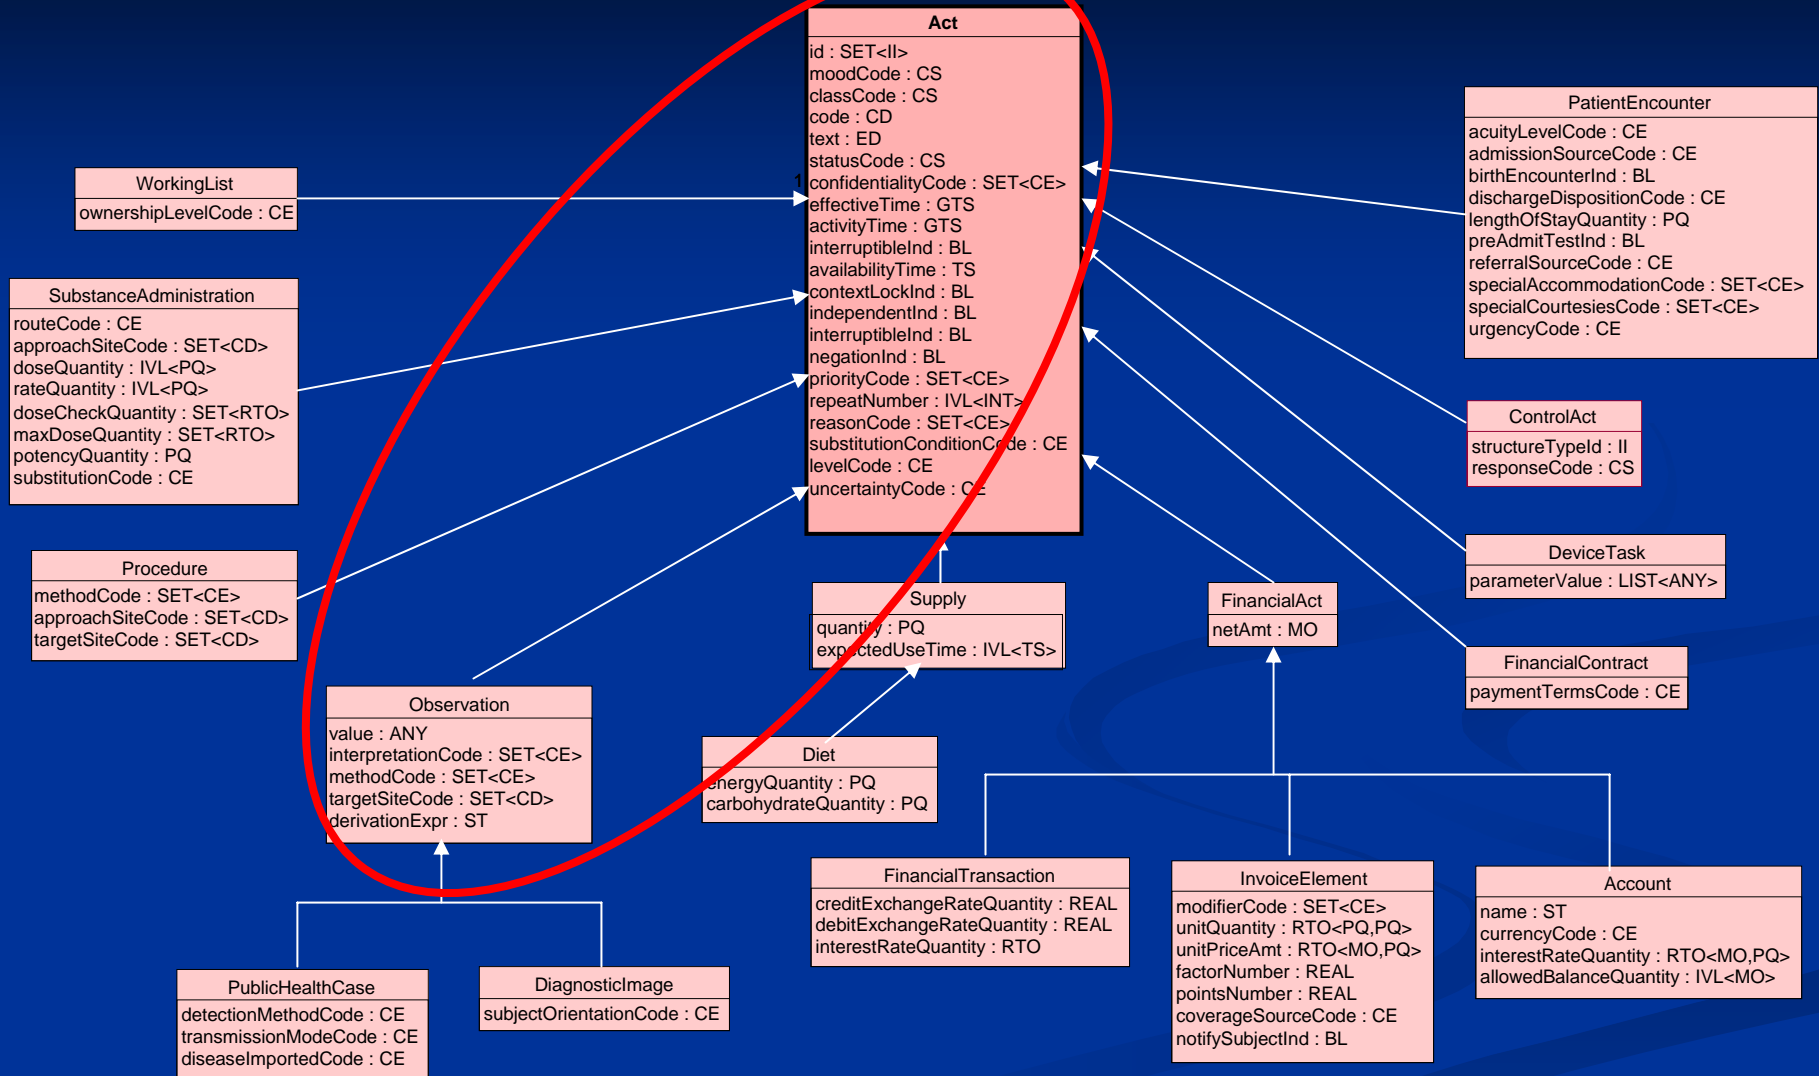 Act
id : SET<II>
moodCode : CS
classCode : CS
code : CD
text : ED
statusCode : CS
confidentialityCode : SET<CE>
effectiveTime : GTS
activityTime : GTS
interruptibleInd : BL
availabilityTime : TS
contextLockInd : BL
independentInd : BL
interruptibleInd : BL
negationInd : BL
priorityCode : SET<CE>
repeatNumber : IVL<INT>
reasonCode : SET<CE>
substitutionConditionCode : CE
levelCode : CE
uncertaintyCode : CE
1
WorkingList
ownershipLevelCode : CE
SubstanceAdministration
routeCode : CE
approachSiteCode : SET<CD>
doseQuantity : IVL<PQ>
rateQuantity : IVL<PQ>
doseCheckQuantity : SET<RTO>
maxDoseQuantity : SET<RTO>
potencyQuantity : PQ
substitutionCode : CE
Procedure
methodCode : SET<CE>
approachSiteCode : SET<CD>
targetSiteCode : SET<CD>
Observation
value : ANY
interpretationCode : SET<CE>
methodCode : SET<CE>
targetSiteCode : SET<CD>
derivationExpr : ST
PublicHealthCase
detectionMethodCode : CE
transmissionModeCode : CE
diseaseImportedCode : CE
DiagnosticImage
subjectOrientationCode : CE
Supply
quantity : PQ
expectedUseTime : IVL<TS>
Diet
energyQuantity : PQ
carbohydrateQuantity : PQ
FinancialAct
netAmt : MO
FinancialTransaction
creditExchangeRateQuantity : REAL
debitExchangeRateQuantity : REAL
interestRateQuantity : RTO
InvoiceElement
modifierCode : SET<CE>
unitQuantity : RTO<PQ,PQ>
unitPriceAmt : RTO<MO,PQ>
factorNumber : REAL
pointsNumber : REAL
coverageSourceCode : CE
notifySubjectInd : BL
Account
name : ST
currencyCode : CE
interestRateQuantity : RTO<MO,PQ>
allowedBalanceQuantity : IVL<MO>
PatientEncounter
acuityLevelCode : CE
admissionSourceCode : CE
birthEncounterInd : BL
dischargeDispositionCode : CE
lengthOfStayQuantity : PQ
preAdmitTestInd : BL
referralSourceCode : CE
specialAccommodationCode : SET<CE>
specialCourtesiesCode : SET<CE>
urgencyCode : CE
ControlAct
structureTypeId : II
responseCode : CS
DeviceTask
parameterValue : LIST<ANY>
FinancialContract
paymentTermsCode : CE